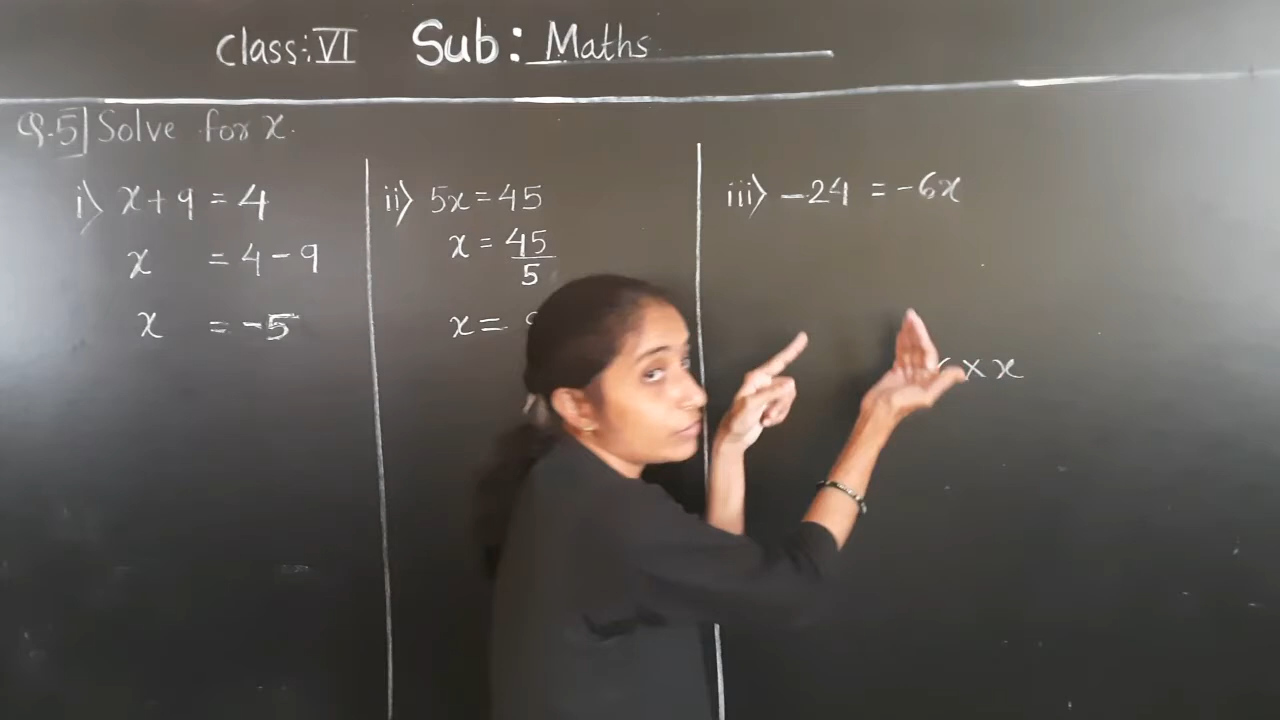 Class: VI Sub: Maths
Q.5] Solve for x.
i) x + 9 = 4
x = 4 - 9
x = -5
ii) 5x = 45
x = 45/5
x =
iii) -24 = -6x
× x